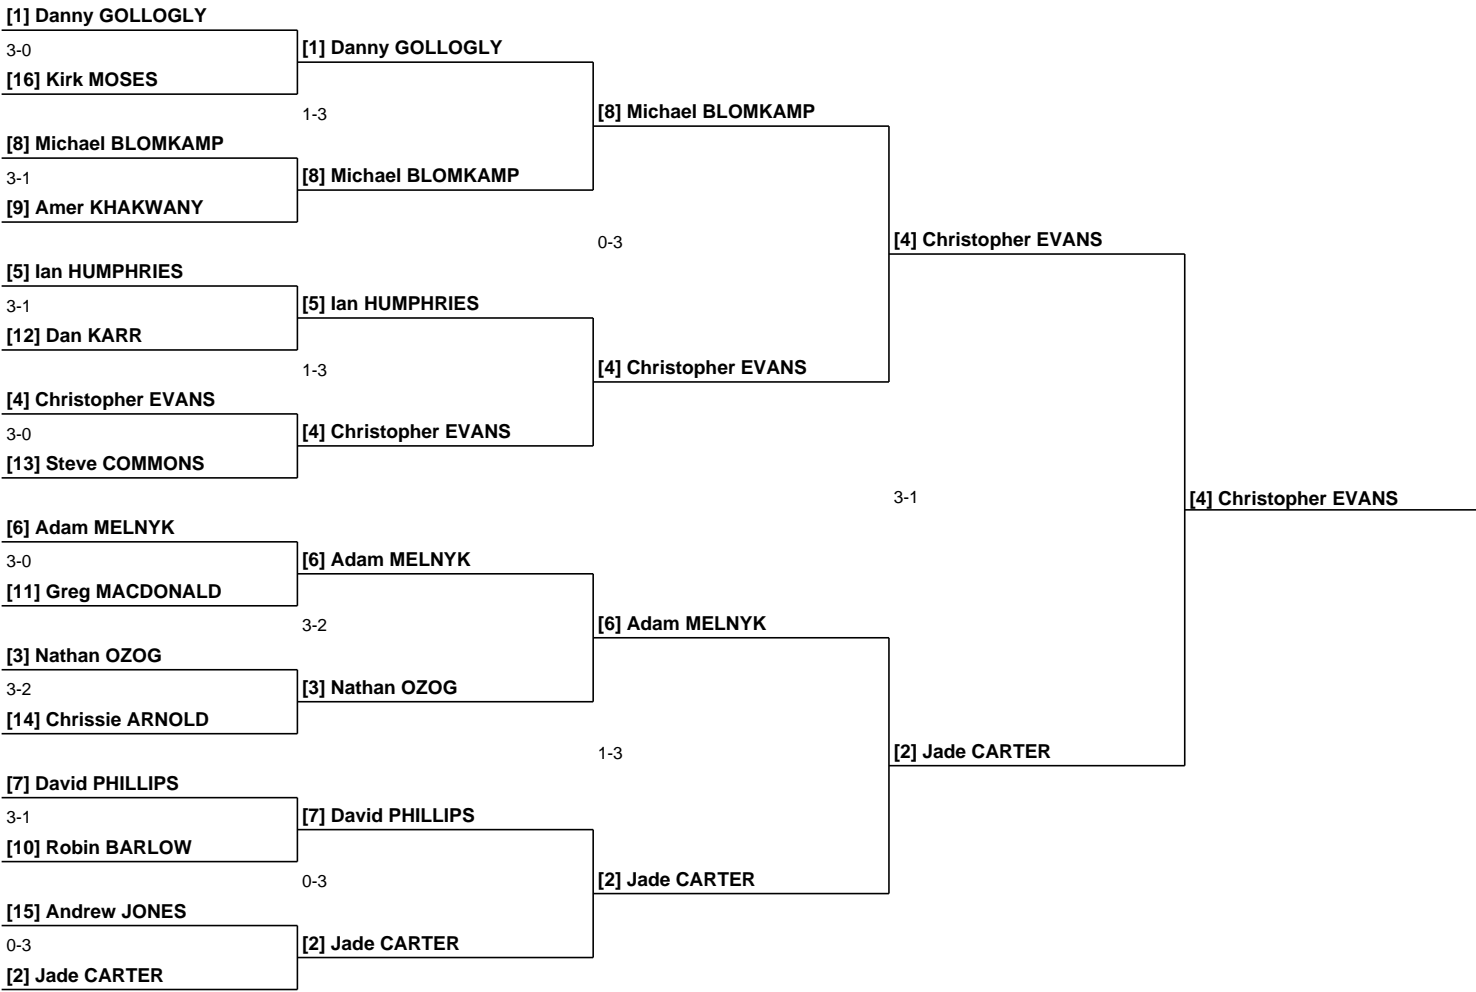 [1] Danny GOLLOGLY
3-0
[1] Danny GOLLOGLY
[16] Kirk MOSES
1-3
[8] Michael BLOMKAMP
[8] Michael BLOMKAMP
3-1
[8] Michael BLOMKAMP
[9] Amer KHAKWANY
0-3
[4] Christopher EVANS
[5] Ian HUMPHRIES
3-1
[5] Ian HUMPHRIES
[12] Dan KARR
1-3
[4] Christopher EVANS
[4] Christopher EVANS
3-0
[4] Christopher EVANS
[13] Steve COMMONS
3-1
[4] Christopher EVANS
[6] Adam MELNYK
3-0
[6] Adam MELNYK
[11] Greg MACDONALD
3-2
[6] Adam MELNYK
[3] Nathan OZOG
3-2
[3] Nathan OZOG
[14] Chrissie ARNOLD
1-3
[2] Jade CARTER
[7] David PHILLIPS
3-1
[7] David PHILLIPS
[10] Robin BARLOW
0-3
[2] Jade CARTER
[15] Andrew JONES
0-3
[2] Jade CARTER
[2] Jade CARTER